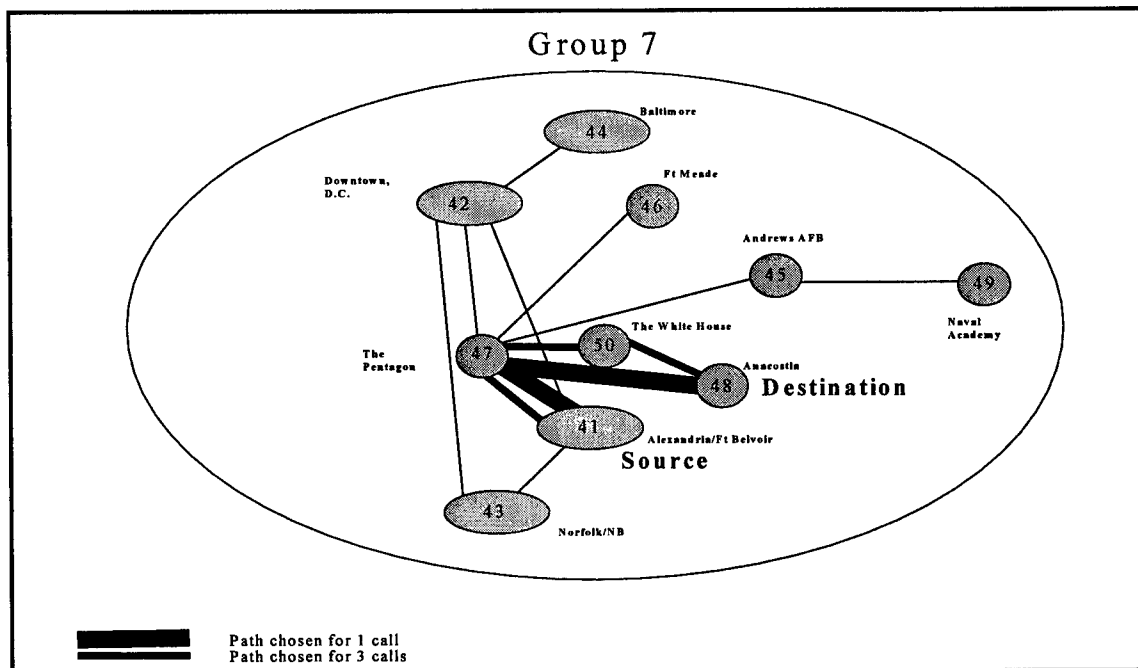 Group 7
Baltimore
44
Ft Meade
Downtown,
D.C.
42
46
Andrews AFB
45
49
Naval
Academy
The White House
50
The
Pentagon
47
Anacostia
48
Destination
41
Alexandria/Ft Belvoir
Source
43
Norfolk/NB
Path chosen for 1 call
Path chosen for 3 calls